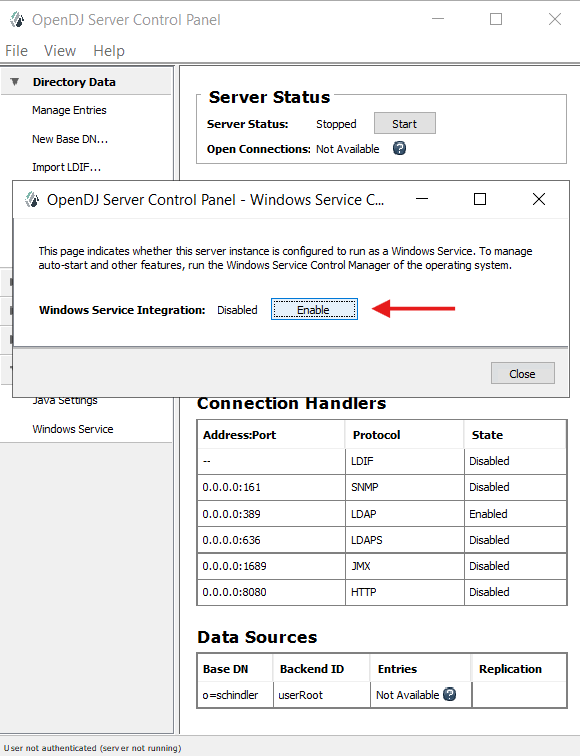 OpenDJ Server Control Panel
File View Help
Directory Data
Manage Entries
New Base DN...
Import LDIF...
Server Status
Server Status: Stopped Start
Open Connections: Not Available ?
OpenDJ Server Control Panel - Windows Service C...
This page indicates whether this server instance is configured to run as a Windows Service. To manage
auto-start and other features, run the Windows Service Control Manager of the operating system.
Windows Service Integration: Disabled Enable
Close
Java Settings
Windows Service
Connection Handlers
Address:Port Protocol State
-- LDIF Disabled
0.0.0.0:161 SNMP Disabled
0.0.0.0:389 LDAP Enabled
0.0.0.0:636 LDAPS Disabled
0.0.0.0:1689 JMX Disabled
0.0.0.0:8080 HTTP Disabled
Data Sources
Base DN Backend ID Entries Replication
o=schindler userRoot Not Available ?
User not authenticated (server not running)